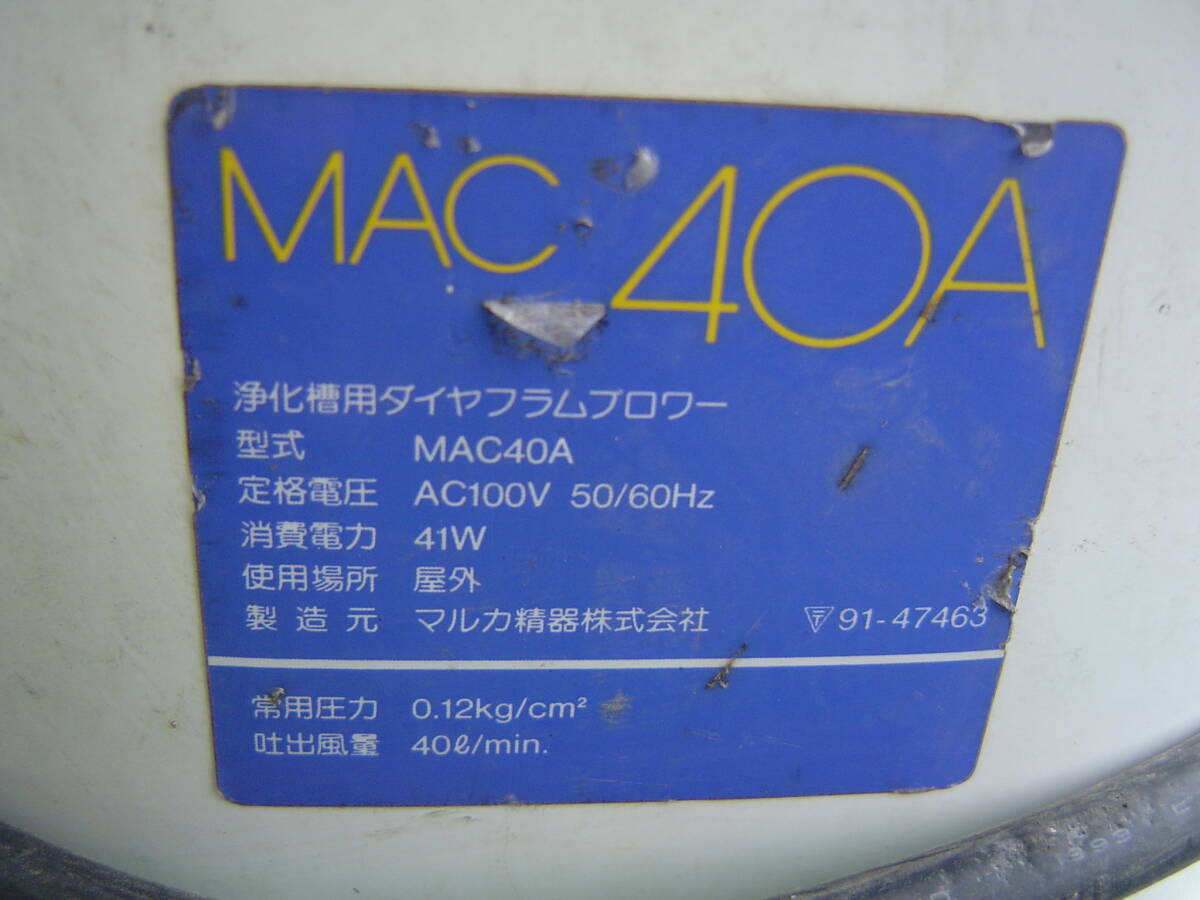 MAC 40A
浄化槽用ダイヤフラムブロワー
型式 MAC40A
定格電圧 AC100V 50/60Hz
消費電力 41W
使用場所 屋外
製造元 マルカ精器株式会社 91-47463
常用圧力 0.12kg/cm²
吐出風量 40ℓ/min.